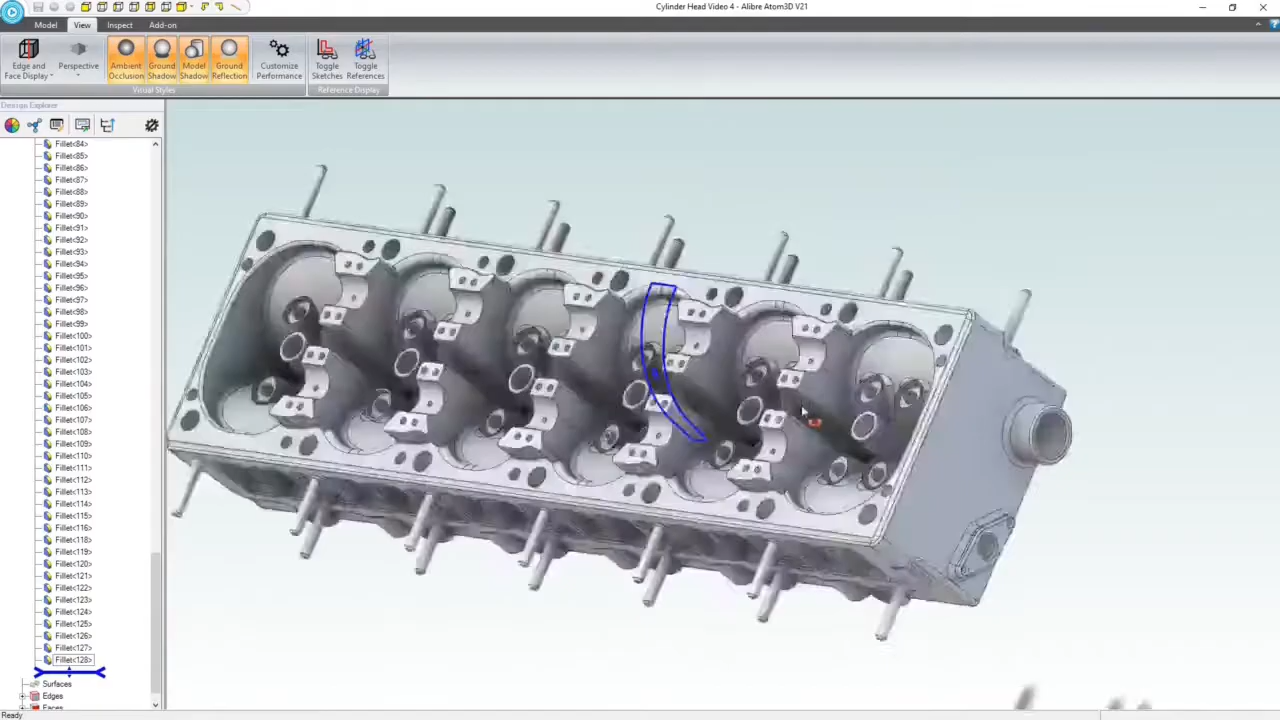 Cylinder Head Video 4 - Alibre Atom3D V21
Model View Inspect Add-on
Edge and Face Display
Perspective
Ambient Occlusion
Ground Shadow
Model Shadow
Ground Reflection
Customize Performance
Toggle Sketches
Toggle References
Visual Styles
Reference Display
Design Explorer
Fillet<84>
Fillet<85>
Fillet<86>
Fillet<87>
Fillet<88>
Fillet<89>
Fillet<90>
Fillet<91>
Fillet<92>
Fillet<93>
Fillet<94>
Fillet<95>
Fillet<96>
Fillet<97>
Fillet<98>
Fillet<99>
Fillet<100>
Fillet<101>
Fillet<102>
Fillet<103>
Fillet<104>
Fillet<105>
Fillet<106>
Fillet<107>
Fillet<108>
Fillet<109>
Fillet<110>
Fillet<111>
Fillet<112>
Fillet<113>
Fillet<114>
Fillet<115>
Fillet<116>
Fillet<118>
Fillet<119>
Fillet<120>
Fillet<121>
Fillet<122>
Fillet<123>
Fillet<124>
Fillet<125>
Fillet<126>
Fillet<127>
Fillet<128>
Surfaces
Edges
Faces
Ready